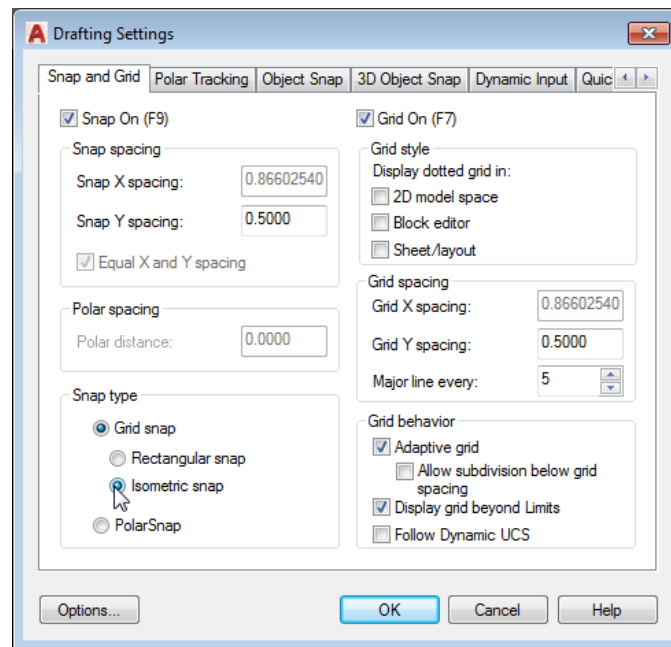 A Drafting Settings
Snap and Grid Polar Tracking Object Snap 3D Object Snap Dynamic Input Quic
Snap On (F9)
Snap spacing
Snap X spacing: 0.86602540
Snap Y spacing: 0.5000
Equal X and Y spacing
Polar spacing
Polar distance: 0.0000
Snap type
Grid snap
Rectangular snap
Isometric snap
PolarSnap
Grid On (F7)
Grid style
Display dotted grid in:
2D model space
Block editor
Sheet/layout
Grid spacing
Grid X spacing: 0.86602540
Grid Y spacing: 0.5000
Major line every: 5
Grid behavior
Adaptive grid
Allow subdivision below grid
spacing
Display grid beyond Limits
Follow Dynamic UCS
Options... OK Cancel Help